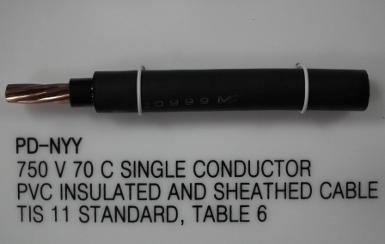 PD-NYY
750 V 70 C SINGLE CONDUCTOR
PVC INSULATED AND SHEATHED CABLE
TIS 11 STANDARD, TABLE 6